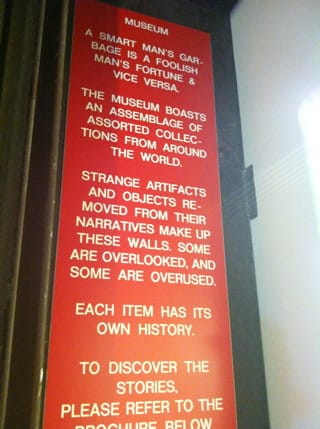 MUSEUM
A SMART MAN'S GAR-
BAGE IS A FOOLISH
MAN'S FORTUNE &
VICE VERSA.
THE MUSEUM BOASTS
AN ASSEMBLAGE OF
ASSORTED COLLEC-
TIONS FROM AROUND
THE WORLD.
STRANGE ARTIFACTS
AND OBJECTS RE-
MOVED FROM THEIR
NARRATIVES MAKE UP
THESE WALLS. SOME
ARE OVERLOOKED, AND
SOME ARE OVERUSED.
EACH ITEM HAS ITS
OWN HISTORY.
TO DISCOVER THE
STORIES,
PLEASE REFER TO THE
BROCHURE BELOW